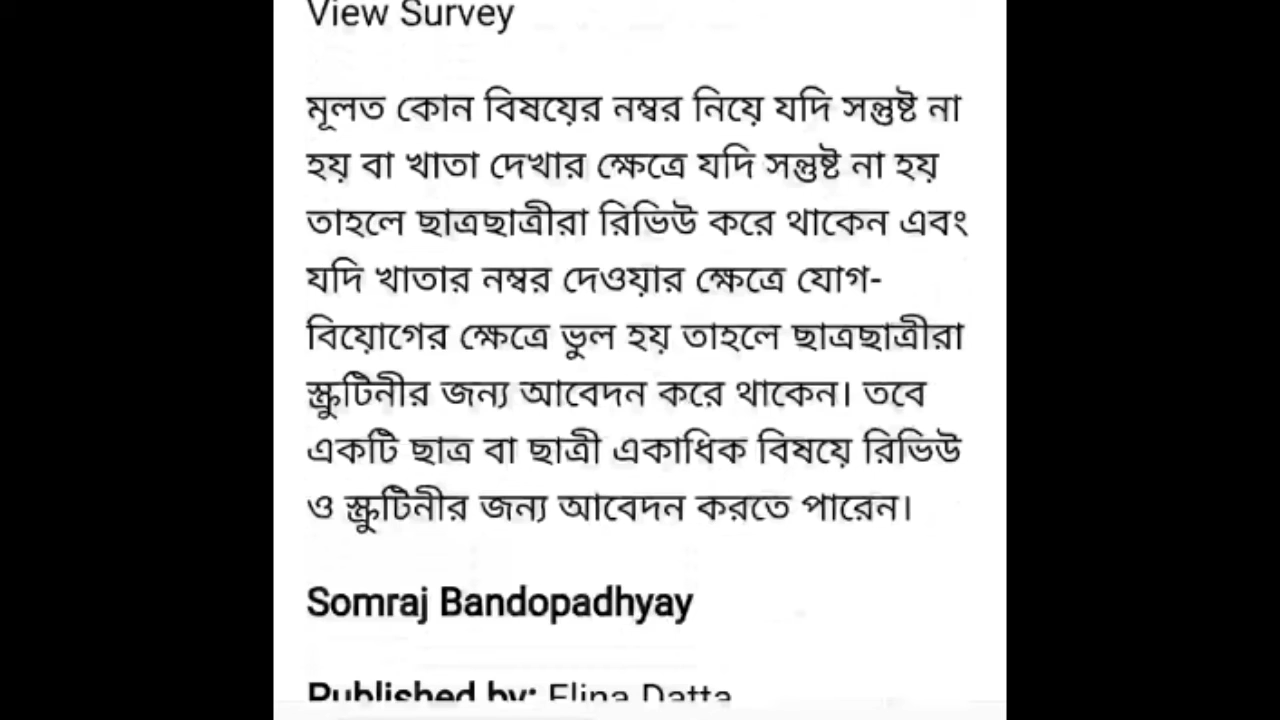 View Survey
মূলত কোন বিষয়ের নম্বর নিয়ে যদি সন্তুষ্ট না
হয় বা খাতা দেখার ক্ষেত্রে যদি সন্তুষ্ট না হয়
তাহলে ছাত্রছাত্রীরা রিভিউ করে থাকেন এবং
যদি খাতার নম্বর দেওয়ার ক্ষেত্রে যোগ-
বিয়োগের ক্ষেত্রে ভুল হয় তাহলে ছাত্রছাত্রীরা
স্ক্রুটিনীর জন্য আবেদন করে থাকেন। তবে
একটি ছাত্র বা ছাত্রী একাধিক বিষয়ে রিভিউ
ও স্ক্রুটিনীর জন্য আবেদন করতে পারেন।
Somraj Bandopadhyay
Published by: Elina Datta